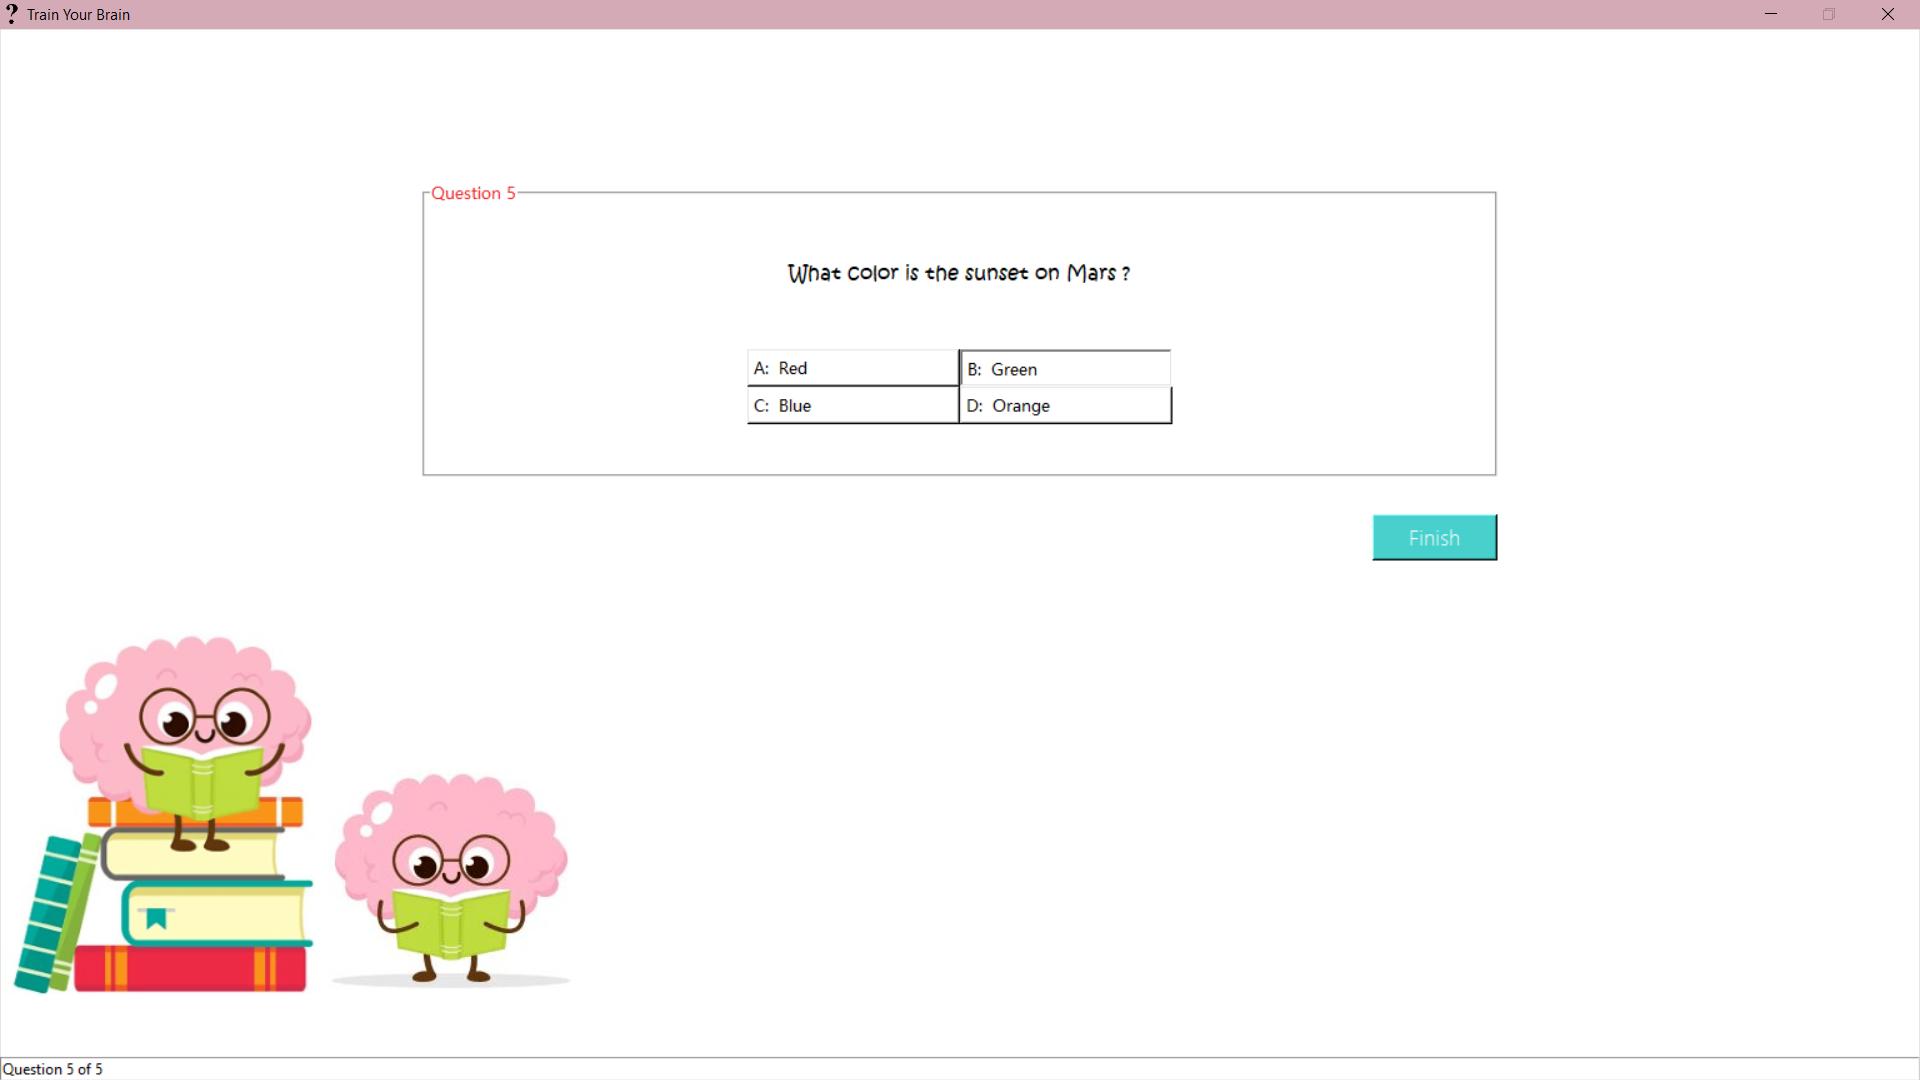 Train Your Brain
Question 5
What color is the sunset on Mars ?
A: Red
B: Green
C: Blue
D: Orange
Finish
Question 5 of 5